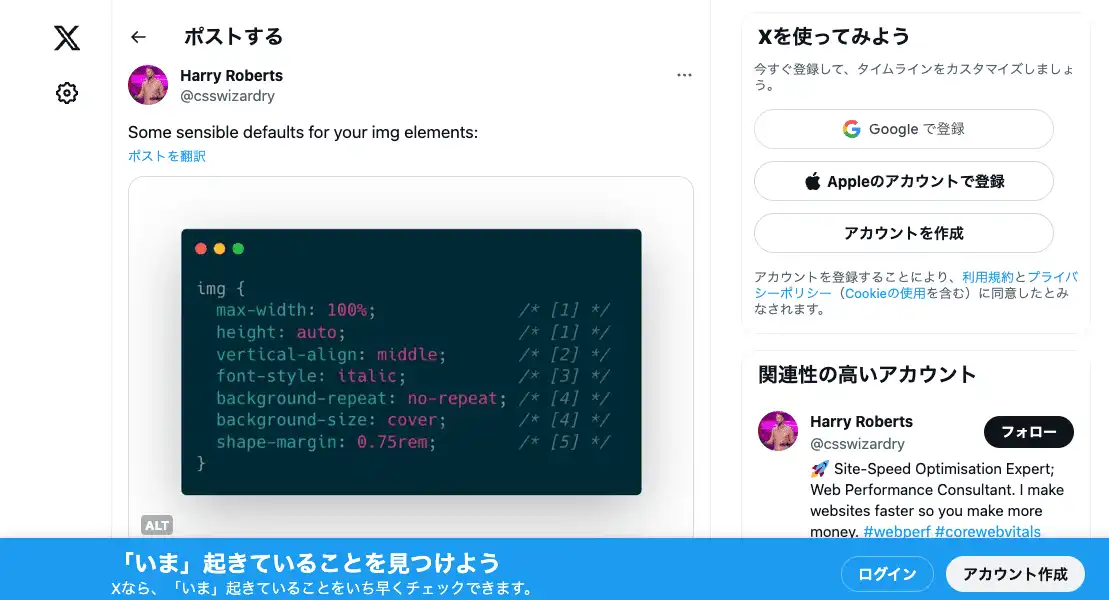 ポストする
Harry Roberts
@csswizardry
Some sensible defaults for your img elements:
ポストを翻訳
img {
  max-width: 100%;              /* [1] */
  height: auto;                 /* [1] */
  vertical-align: middle;       /* [2] */
  font-style: italic;           /* [3] */
  background-repeat: no-repeat; /* [4] */
  background-size: cover;       /* [4] */
  shape-margin: 0.75rem;        /* [5] */
}
ALT
Xを使ってみよう
今すぐ登録して、タイムラインをカスタマイズしましょ
う。
Google で登録
Appleのアカウントで登録
アカウントを作成
アカウントを登録することにより、利用規約とプライバ
シーポリシー（Cookieの使用を含む）に同意したとみ
なされます。
関連性の高いアカウント
Harry Roberts
@csswizardry
フォロー
🚀 Site-Speed Optimisation Expert;
Web Performance Consultant. I make
websites faster so you make more
money. #webperf #corewebvitals
「いま」起きていることを見つけよう
Xなら、「いま」起きていることをいち早くチェックできます。
ログイン
アカウント作成